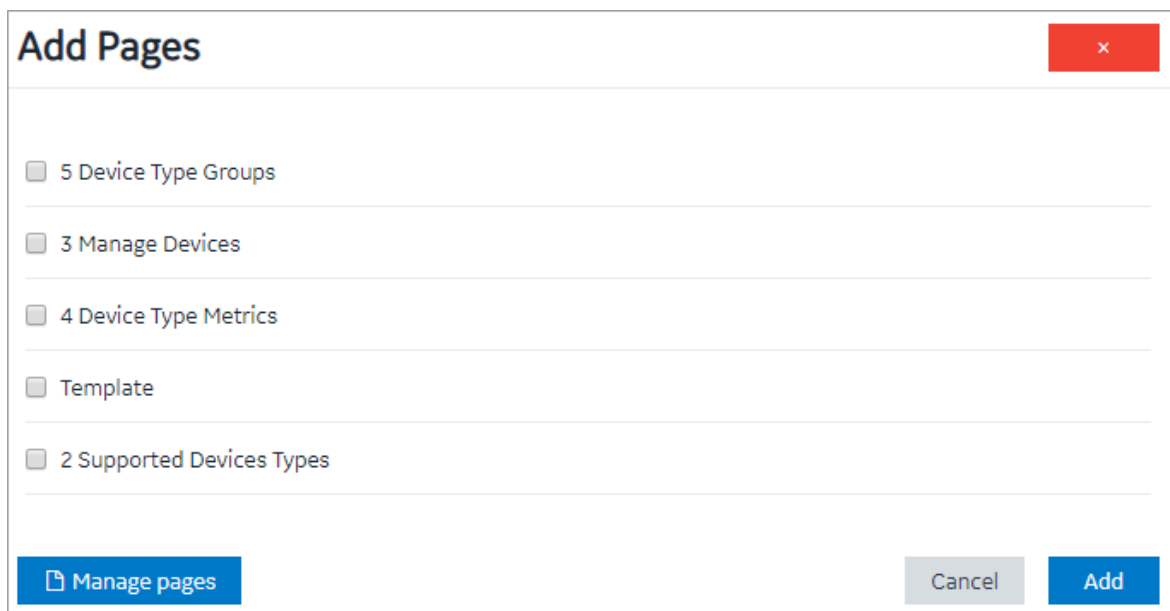 Add Pages
×
5 Device Type Groups
3 Manage Devices
4 Device Type Metrics
Template
2 Supported Devices Types
Manage pages
Cancel
Add